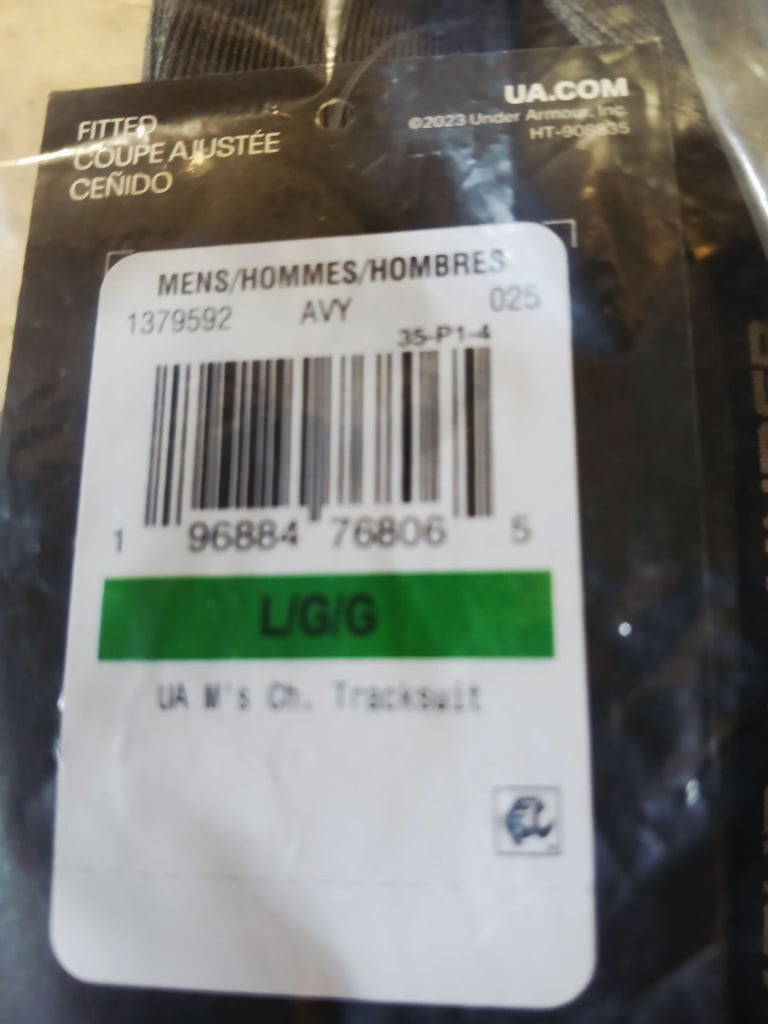 FITTED
COUPE AJUSTÉE
CEÑIDO
UA.COM
©2023 Under Armour, Inc.
MENS/HOMMES/HOMBRES
1379592 AVY 025
35-P1-4
1 96884 76806 5
L/G/G
UA M's Ch. Tracksuit